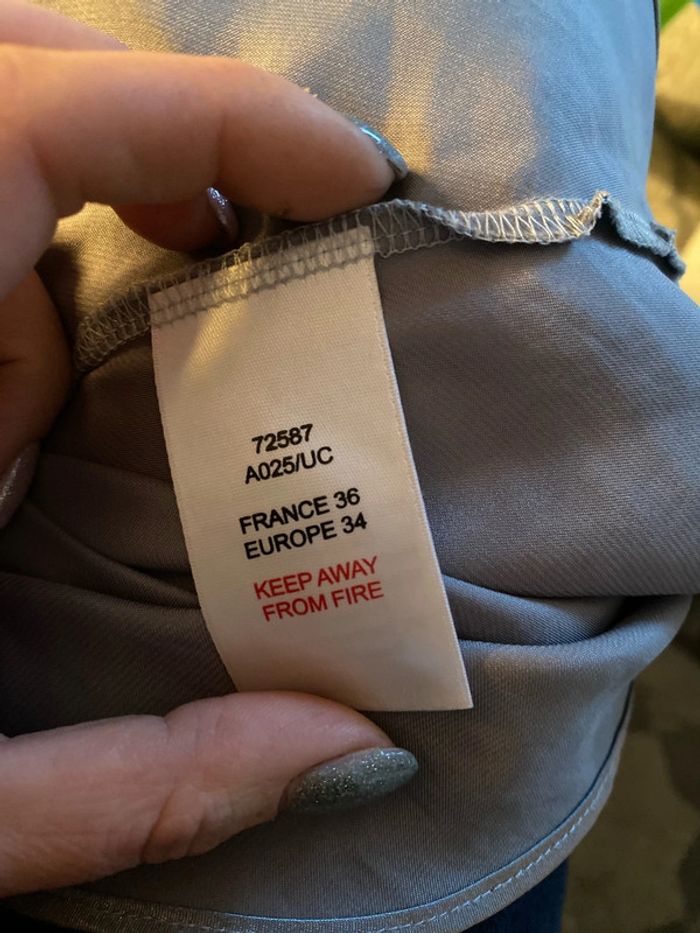 72587
A025/UC
FRANCE 36
EUROPE 34
KEEP AWAY
FROM FIRE